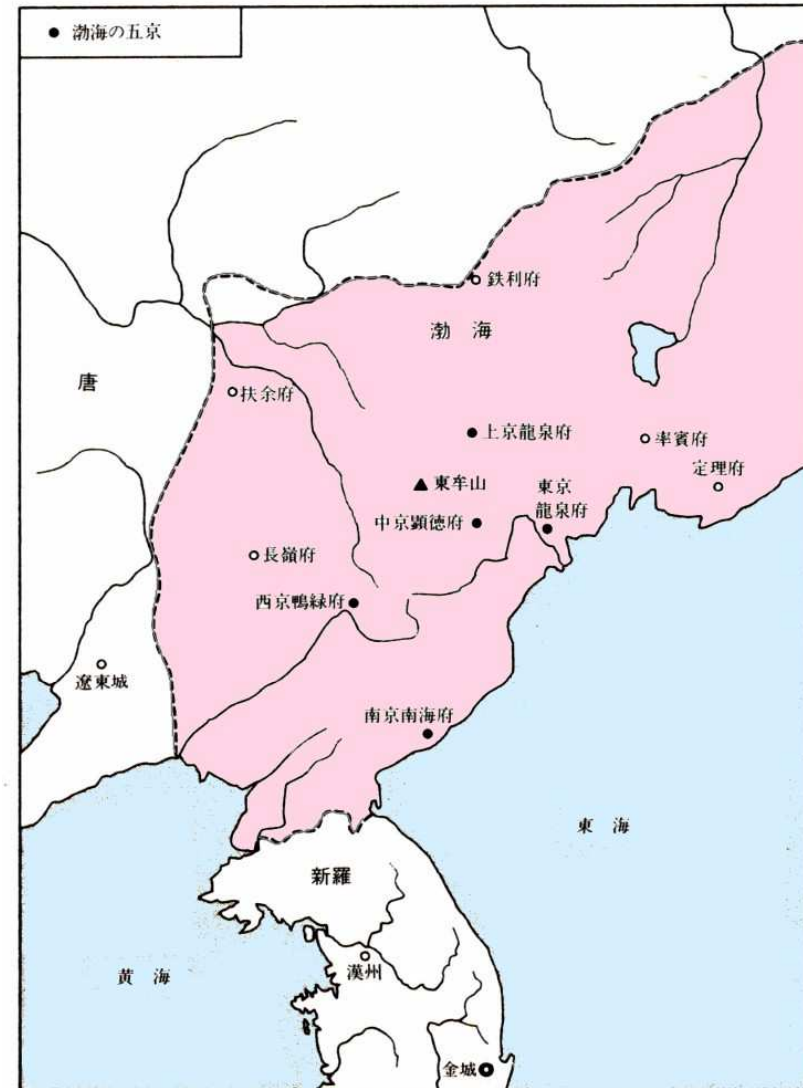 ● 渤海の五京
鉄利府
渤海
唐
扶余府
上京龍泉府
率賓府
定理府
東牟山
東京
龍泉府
中京顕徳府
長嶺府
西京鴨緑府
遼東城
南京南海府
東海
新羅
漢州
黄海
金城